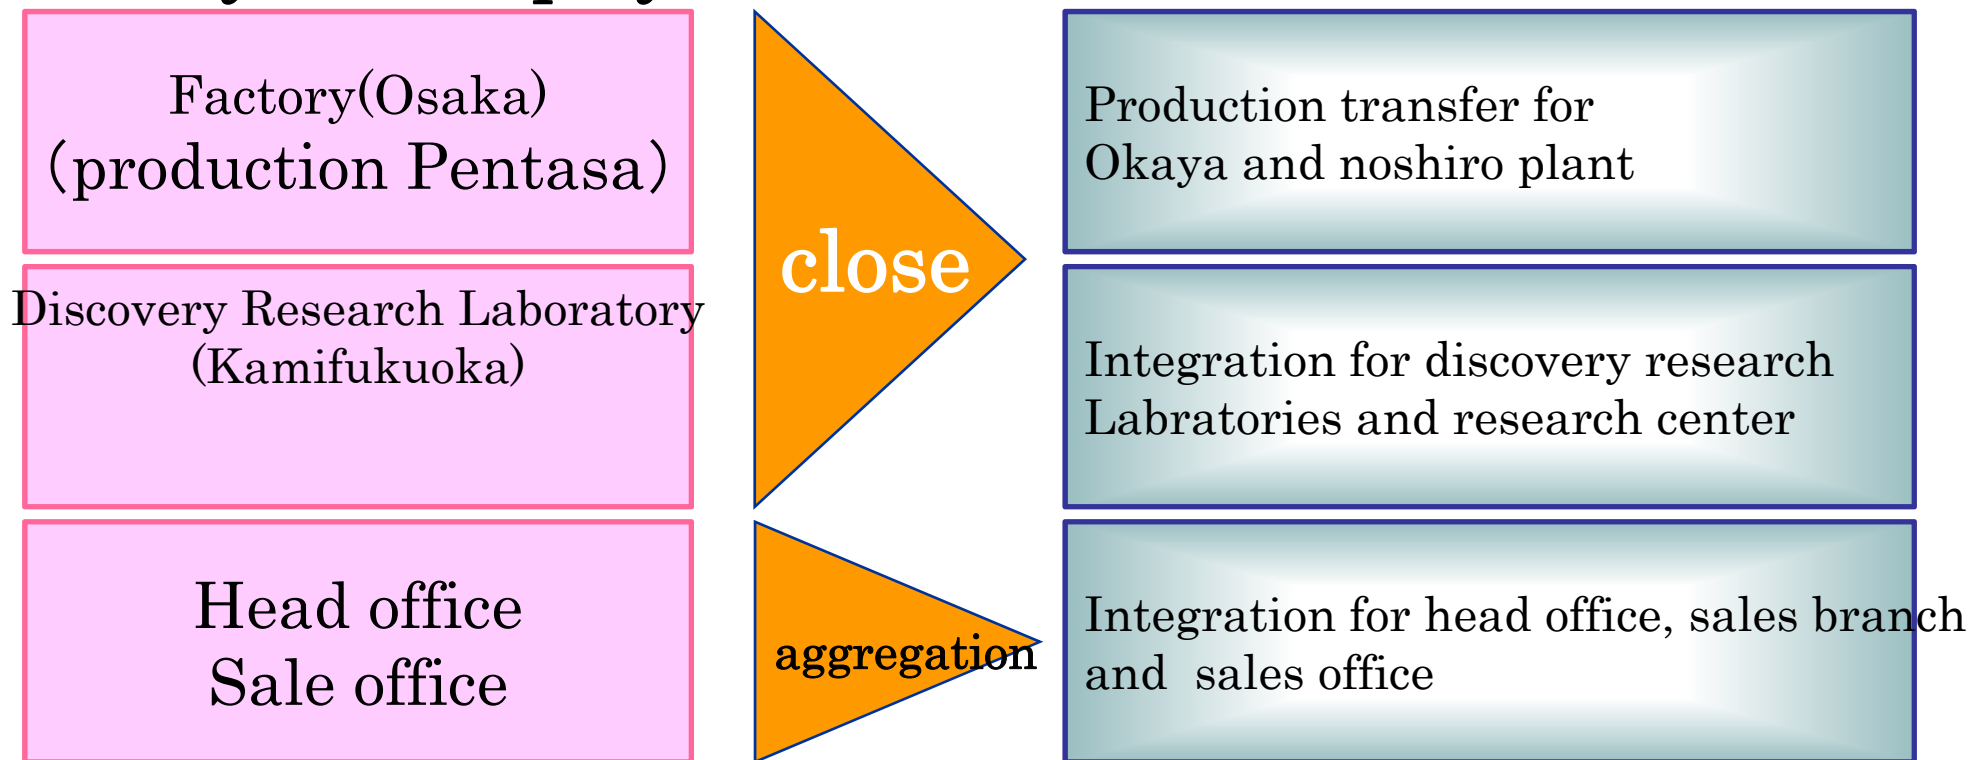 Factory(Osaka)
（production Pentasa）
Discovery Research Laboratory
(Kamifukuoka)
Head office
Sale office
close
aggregation
Production transfer for
Okaya and noshiro plant
Integration for discovery research
Labratories and research center
Integration for head office, sales branch
and  sales office